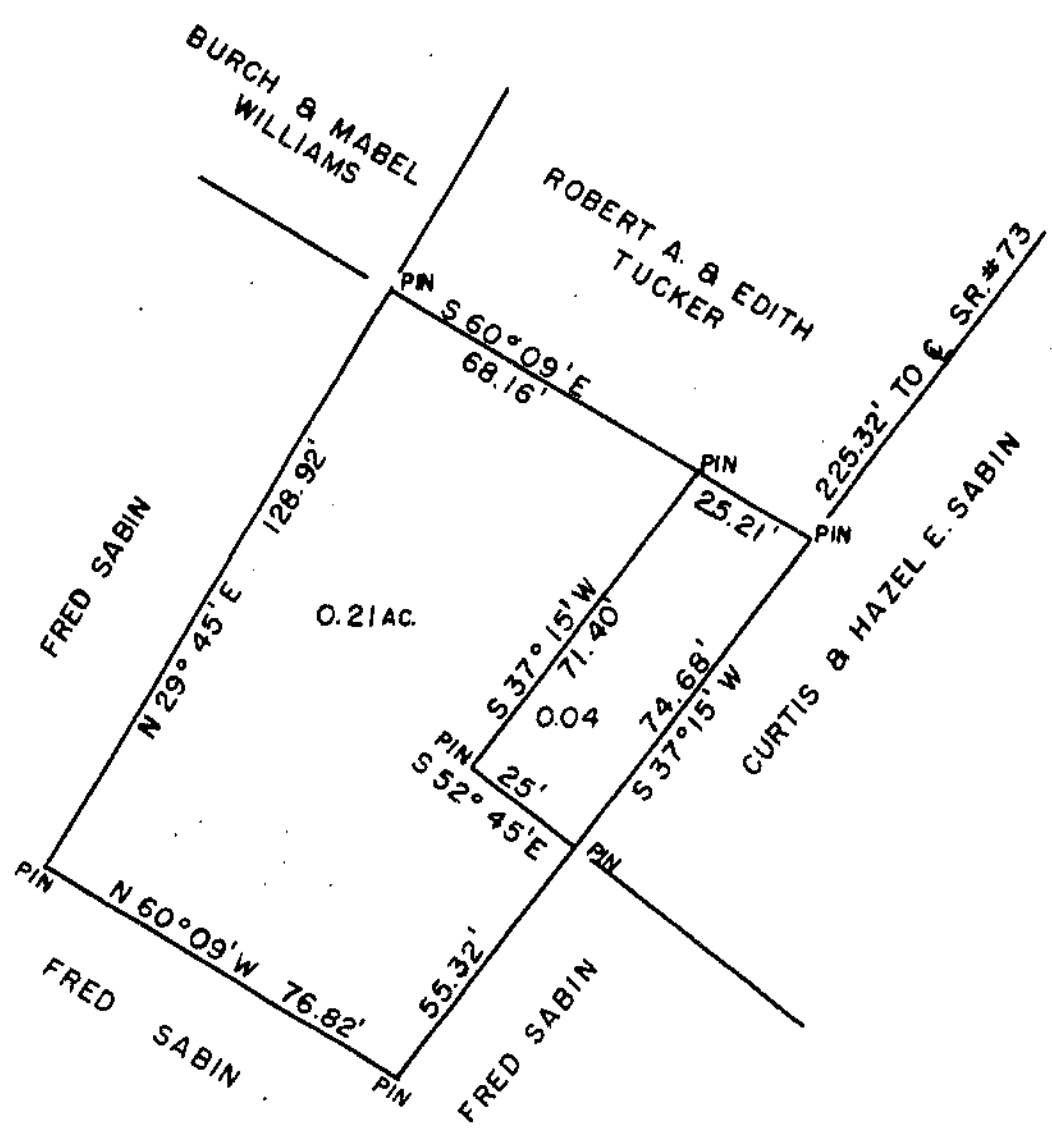 BURCH & MABEL
WILLIAMS
ROBERT A. & EDITH
TUCKER
225.32' TO ℄ S.R. #73
PIN
S 60° 09' E
68.16'
PIN
25.21'
PIN
128.92'
N 29° 45' E
FRED SABIN
0.21 AC.
S 37° 15' W
71.40'
0.04
74.68'
S 37° 15' W
CURTIS & HAZEL E. SABIN
PIN
25'
S 52° 45' E
PIN
PIN
N 60° 09' W 76.82'
55.32'
FRED SABIN
FRED SABIN
PIN